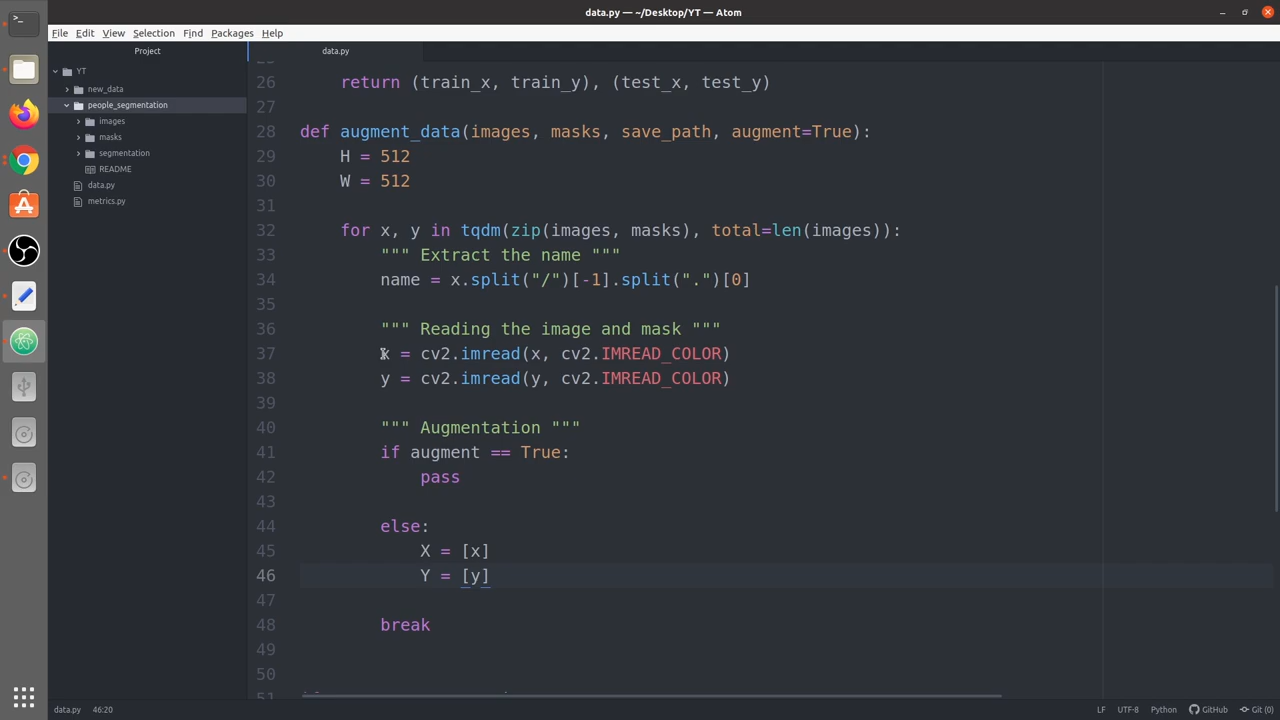 data.py — ~/Desktop/YT — Atom
File Edit View Selection Find Packages Help
Project
data.py
YT
new_data
people_segmentation
images
masks
segmentation
README
data.py
metrics.py
25
26 return (train_x, train_y), (test_x, test_y)
27
28 def augment_data(images, masks, save_path, augment=True):
29 H = 512
30 W = 512
31
32 for x, y in tqdm(zip(images, masks), total=len(images)):
33 """ Extract the name """
34 name = x.split("/")[-1].split(".")[0]
35
36 """ Reading the image and mask """
37 x = cv2.imread(x, cv2.IMREAD_COLOR)
38 y = cv2.imread(y, cv2.IMREAD_COLOR)
39
40 """ Augmentation """
41 if augment == True:
42 pass
43
44 else:
45 X = [x]
46 Y = [y]
47
48 break
49
50
51
data.py 46:20 LF UTF-8 Python GitHub Git (0)